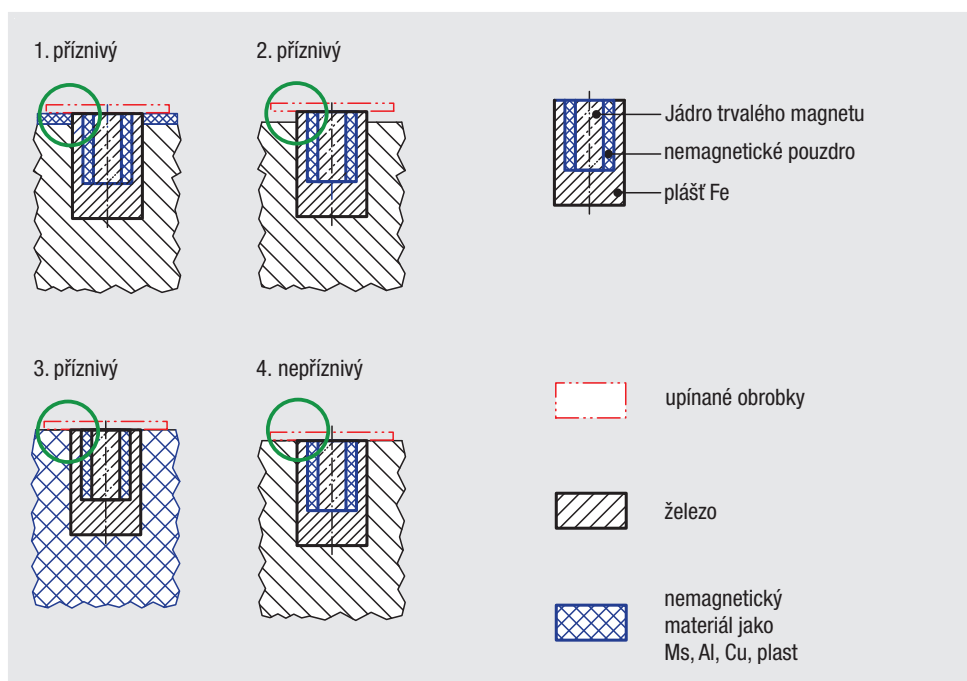 1. příznivý
2. příznivý
Jádro trvalého magnetu
nemagnetické pouzdro
plášť Fe
3. příznivý
4. nepříznivý
upínané obrobky
železo
nemagnetický
materiál jako
Ms, Al, Cu, plast